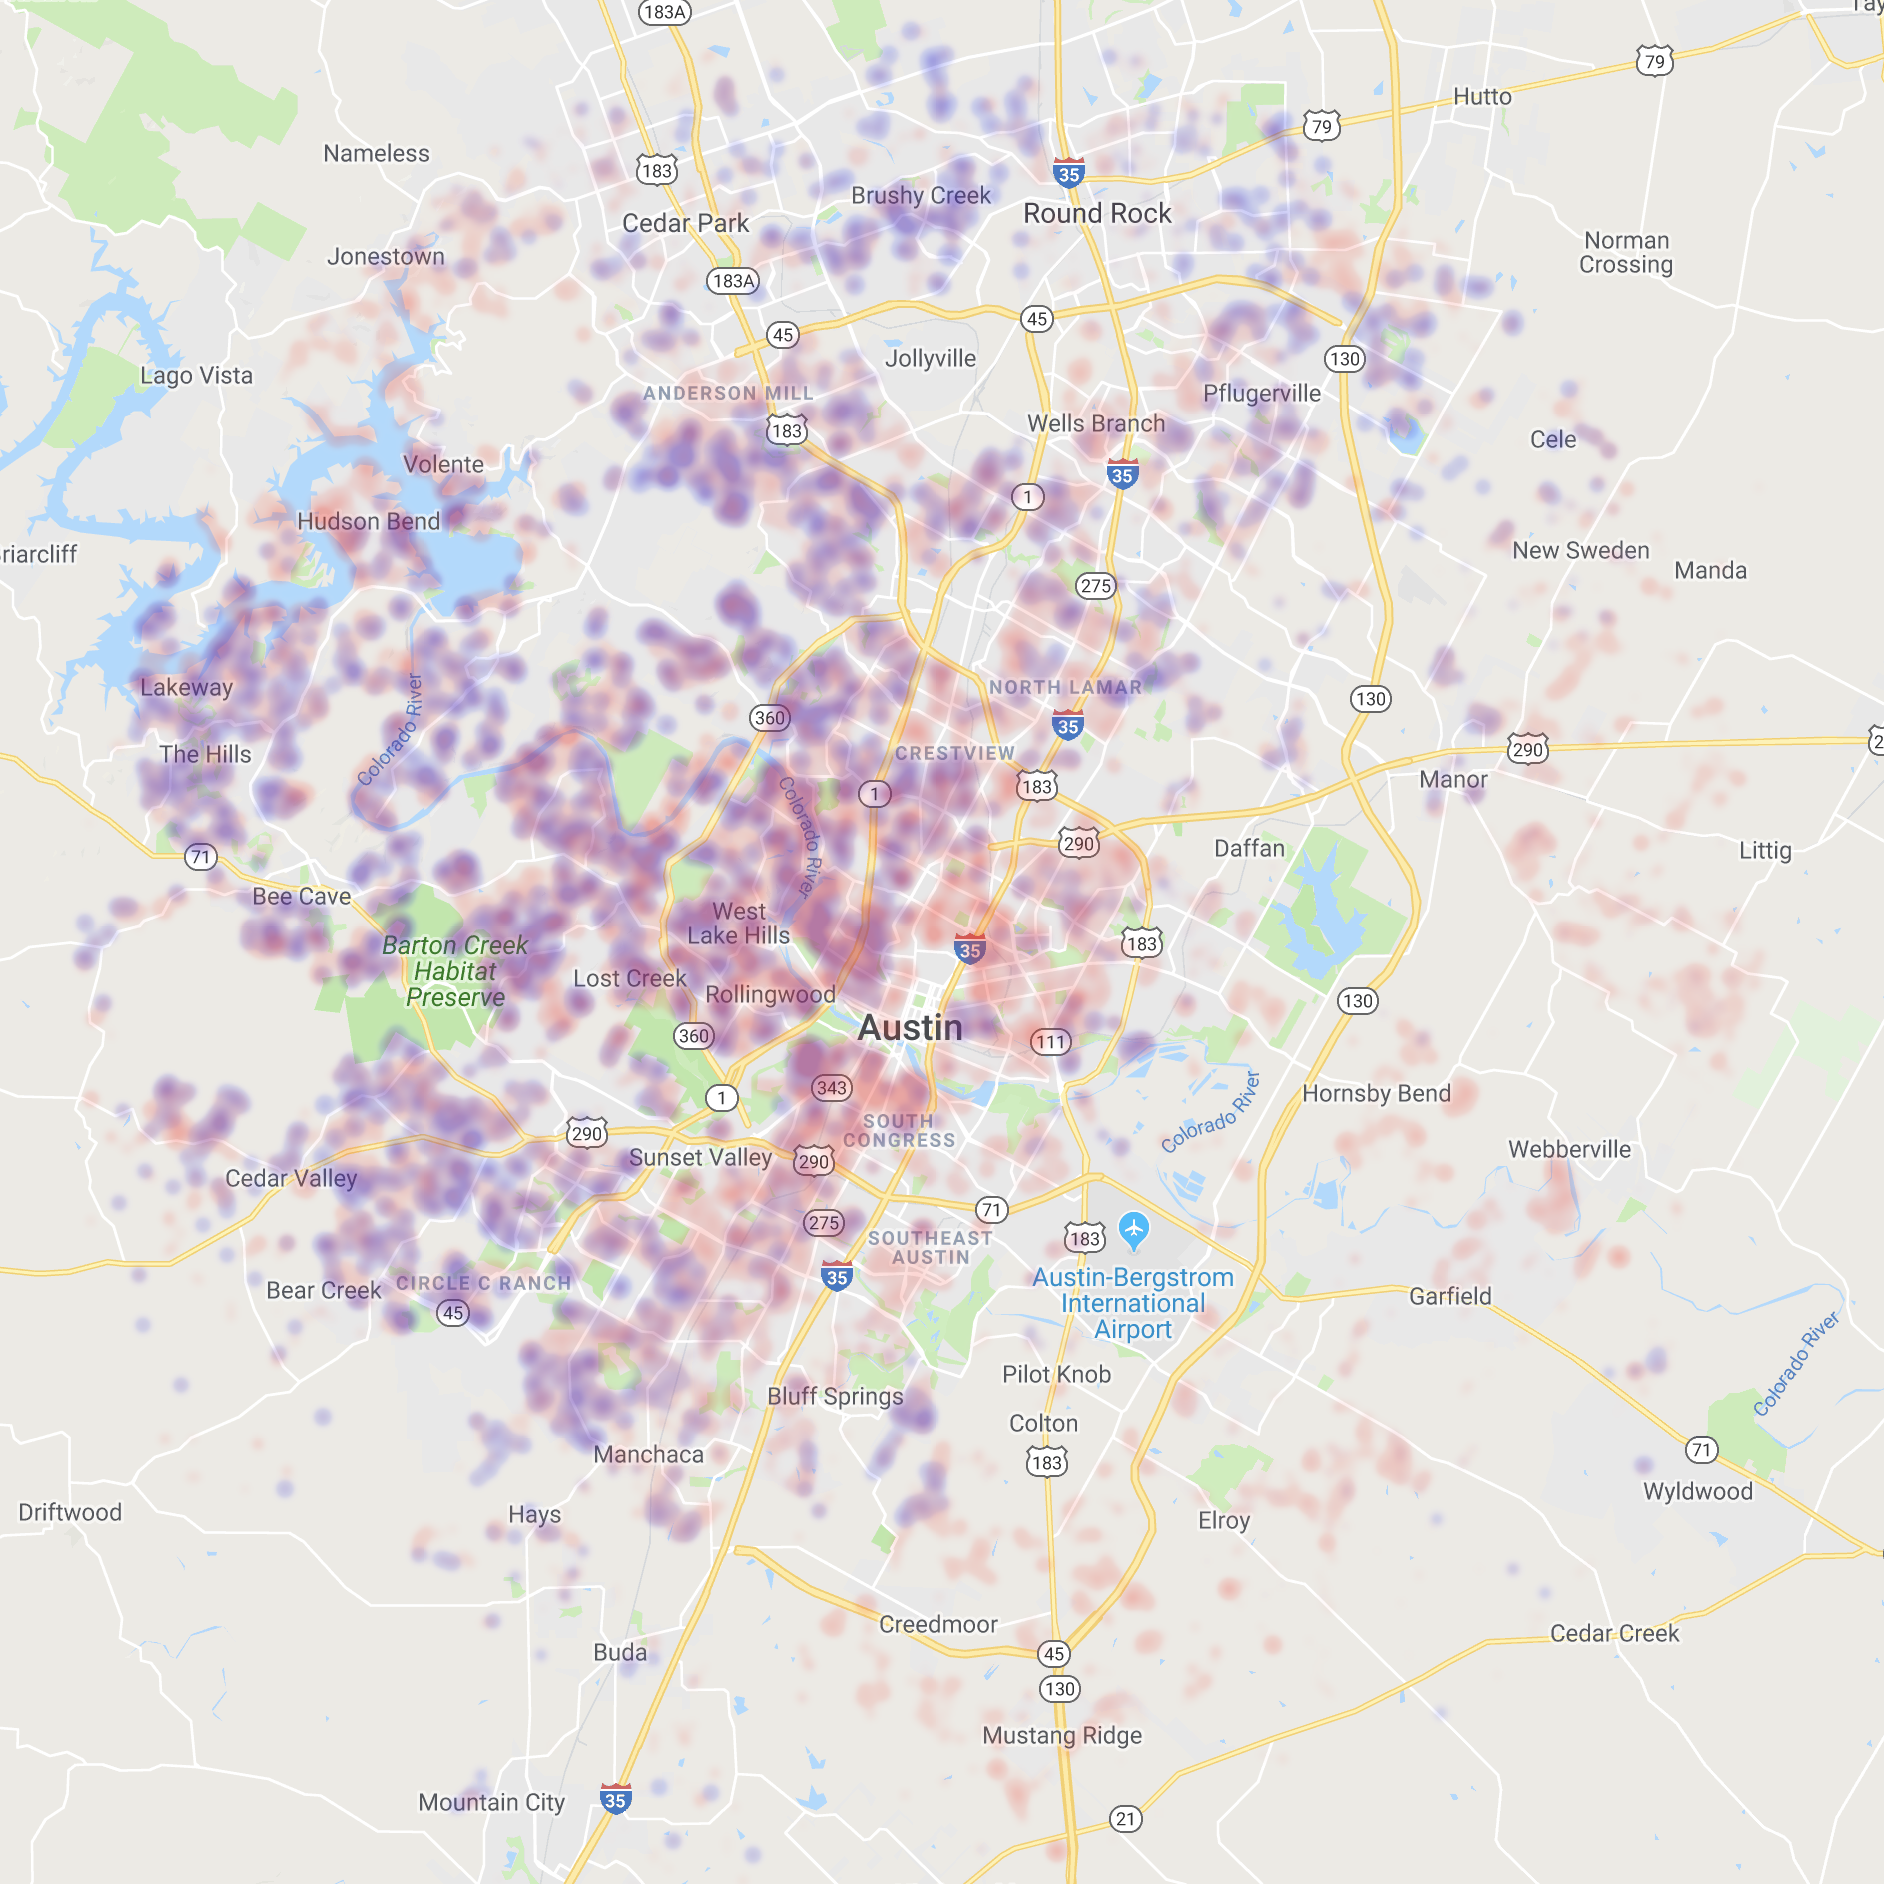 183A
Tay
79
Hutto
79
Nameless
183
35
Brushy Creek
Round Rock
Cedar Park
Norman
Crossing
Jonestown
183A
45
45
Jollyville
130
Lago Vista
ANDERSON MILL
Pflugerville
183
Wells Branch
Cele
Volente
35
1
Hudson Bend
New Sweden
riarcliff
Manda
275
Lakeway
NORTH LAMAR
130
Colorado River
360
35
The Hills
CRESTVIEW
290
2
Manor
183
1
Colorado River
290
Daffan
Littig
71
Bee Cave
West
Lake Hills
Barton Creek
Habitat
Preserve
35
183
Lost Creek
Rollingwood
130
Austin
360
111
343
1
Hornsby Bend
Colorado River
SOUTH
CONGRESS
290
Webberville
Sunset Valley
290
Cedar Valley
71
275
SOUTHEAST
AUSTIN
183
35
Austin-Bergstrom
International
Airport
Bear Creek
CIRCLE C RANCH
45
Garfield
Colorado River
Pilot Knob
Bluff Springs
Colton
Manchaca
183
71
Wyldwood
Driftwood
Hays
Elroy
Creedmoor
Cedar Creek
Buda
45
130
Mustang Ridge
Mountain City
35
21